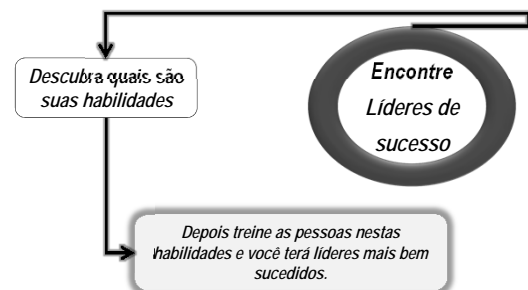 Encontre
Líderes de
sucesso
Descubra quais são
suas habilidades
Depois treine as pessoas nestas
habilidades e você terá líderes mais bem
sucedidos.